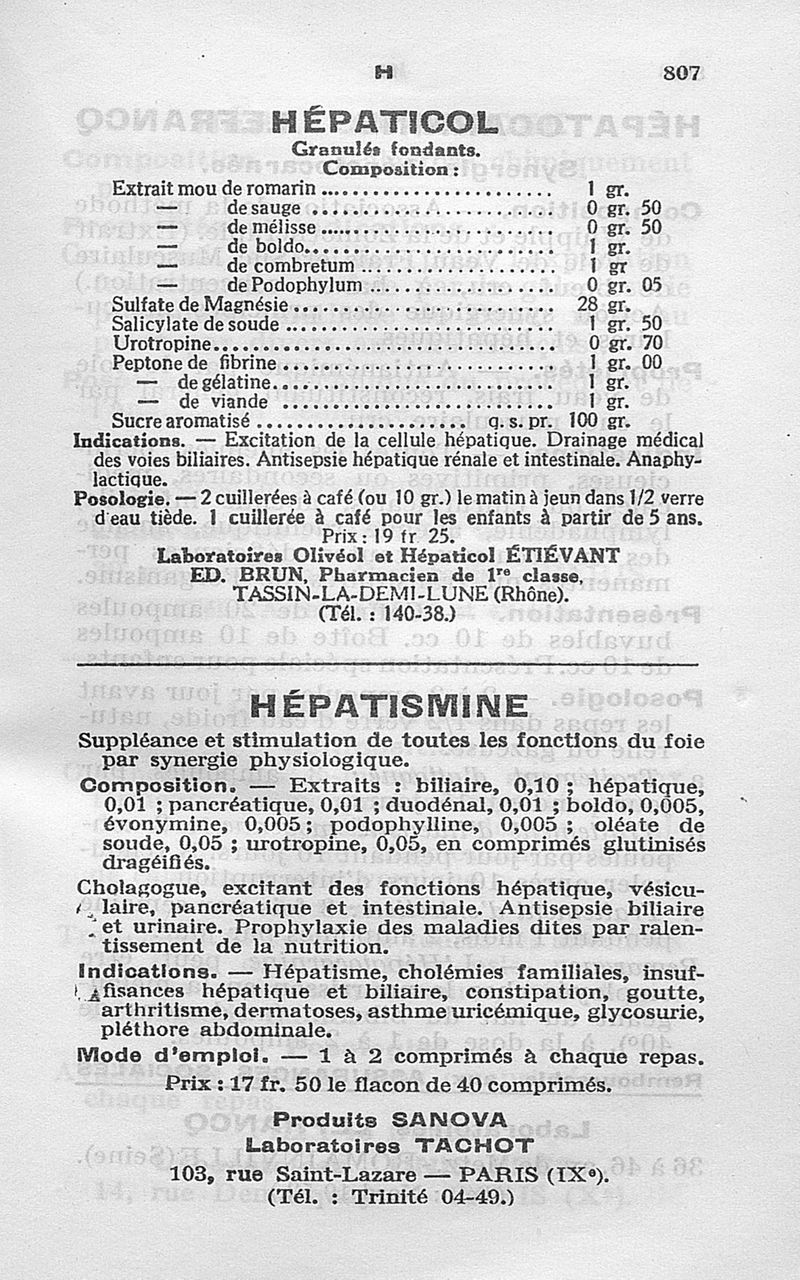 H 807
HÉPATICOL
Granulés fondants.
Composition :
Extrait mou de romarin ........................ 1 gr.
— de sauge ........................ 0 gr. 50
— de mélisse ........................ 0 gr. 50
— de boldo ........................ 1 gr.
— de combretum .................... 1 gr
— de Podophylum ................... 0 gr. 05
Sulfate de Magnésie .......................... 28 gr.
Salicylate de soude .......................... 1 gr. 50
Urotropine ................................... 0 gr. 70
Peptone de fibrine ........................... 1 gr. 00
— de gélatine ........................... 1 gr.
— de viande ........................... 1 gr.
Sucre aromatisé ..................... q. s. pr. 100 gr.
Indications. — Excitation de la cellule hépatique. Drainage médical
des voies biliaires. Antisepsie hépatique rénale et intestinale. Anaphy-
lactique.
Posologie. — 2 cuillerées à café (ou 10 gr.) le matin à jeun dans 1/2 verre
d'eau tiède. 1 cuillerée à café pour les enfants à partir de 5 ans.
Prix : 19 fr 25.
Laboratoires Olivéol et Hépaticol ÉTIÉVANT
ED. BRUN, Pharmacien de 1re classe,
TASSIN-LA-DEMI-LUNE (Rhône).
(Tél. : 140-38.)
HÉPATISMINE
Suppléance et stimulation de toutes les fonctions du foie
par synergie physiologique.
Composition. — Extraits : biliaire, 0,10 ; hépatique,
0,01 ; pancréatique, 0,01 ; duodénal, 0,01 ; boldo, 0,005,
évonymine, 0,005 ; podophylline, 0,005 ; oléate de
soude, 0,05 ; urotropine, 0,05, en comprimés glutinisés
dragéifiés.
Cholagogue, excitant des fonctions hépatique, vésicu-
laire, pancréatique et intestinale. Antisepsie biliaire
et urinaire. Prophylaxie des maladies dites par ralen-
tissement de la nutrition.
Indications. — Hépatisme, cholémies familiales, insuf-
fisances hépatique et biliaire, constipation, goutte,
arthritisme, dermatoses, asthme uricémique, glycosurie,
pléthore abdominale.
Mode d'emploi. — 1 à 2 comprimés à chaque repas.
Prix : 17 fr. 50 le flacon de 40 comprimés.
Produits SANOVA
Laboratoires TACHOT
103, rue Saint-Lazare — PARIS (IXe).
(Tél. : Trinité 04-49.)